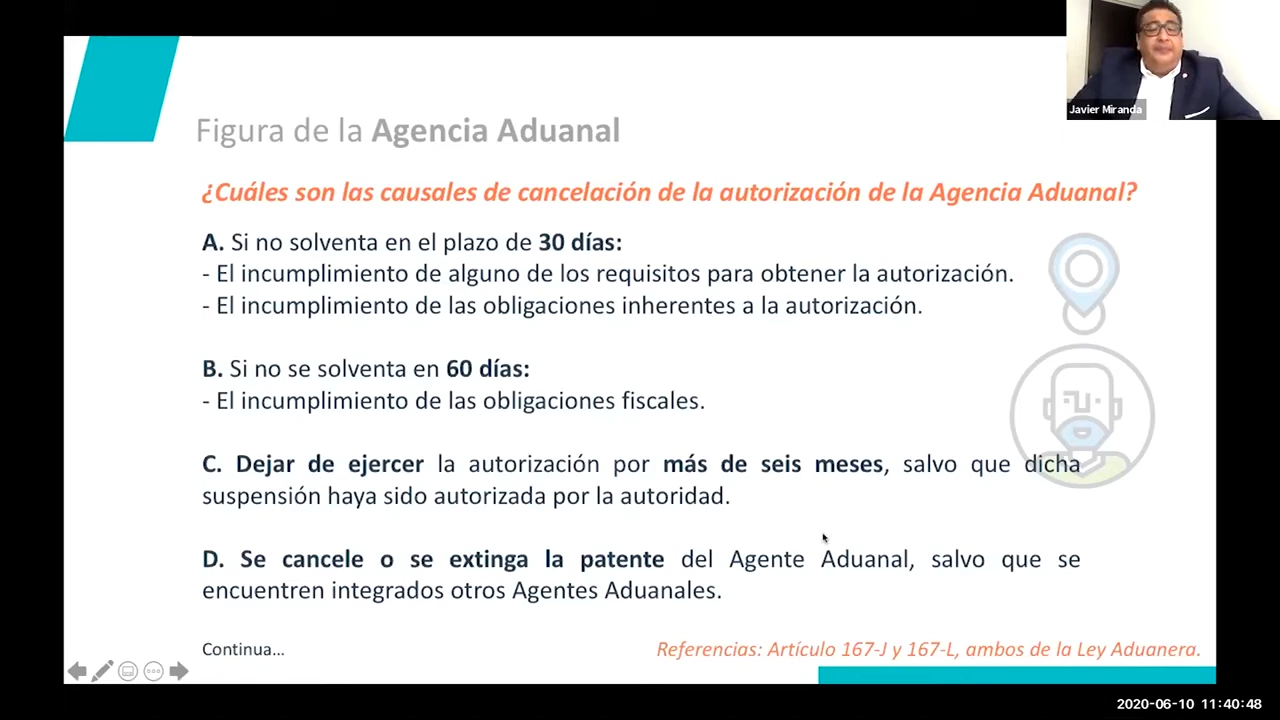 Javier Miranda
Figura de la Agencia Aduanal
¿Cuáles son las causales de cancelación de la autorización de la Agencia Aduanal?
A. Si no solventa en el plazo de 30 días:
- El incumplimiento de alguno de los requisitos para obtener la autorización.
- El incumplimiento de las obligaciones inherentes a la autorización.
B. Si no se solventa en 60 días:
- El incumplimiento de las obligaciones fiscales.
C. Dejar de ejercer la autorización por más de seis meses, salvo que dicha
suspensión haya sido autorizada por la autoridad.
D. Se cancele o se extinga la patente del Agente Aduanal, salvo que se
encuentren integrados otros Agentes Aduanales.
Continua...
Referencias: Artículo 167-J y 167-L, ambos de la Ley Aduanera.
2020-06-10 11:40:48